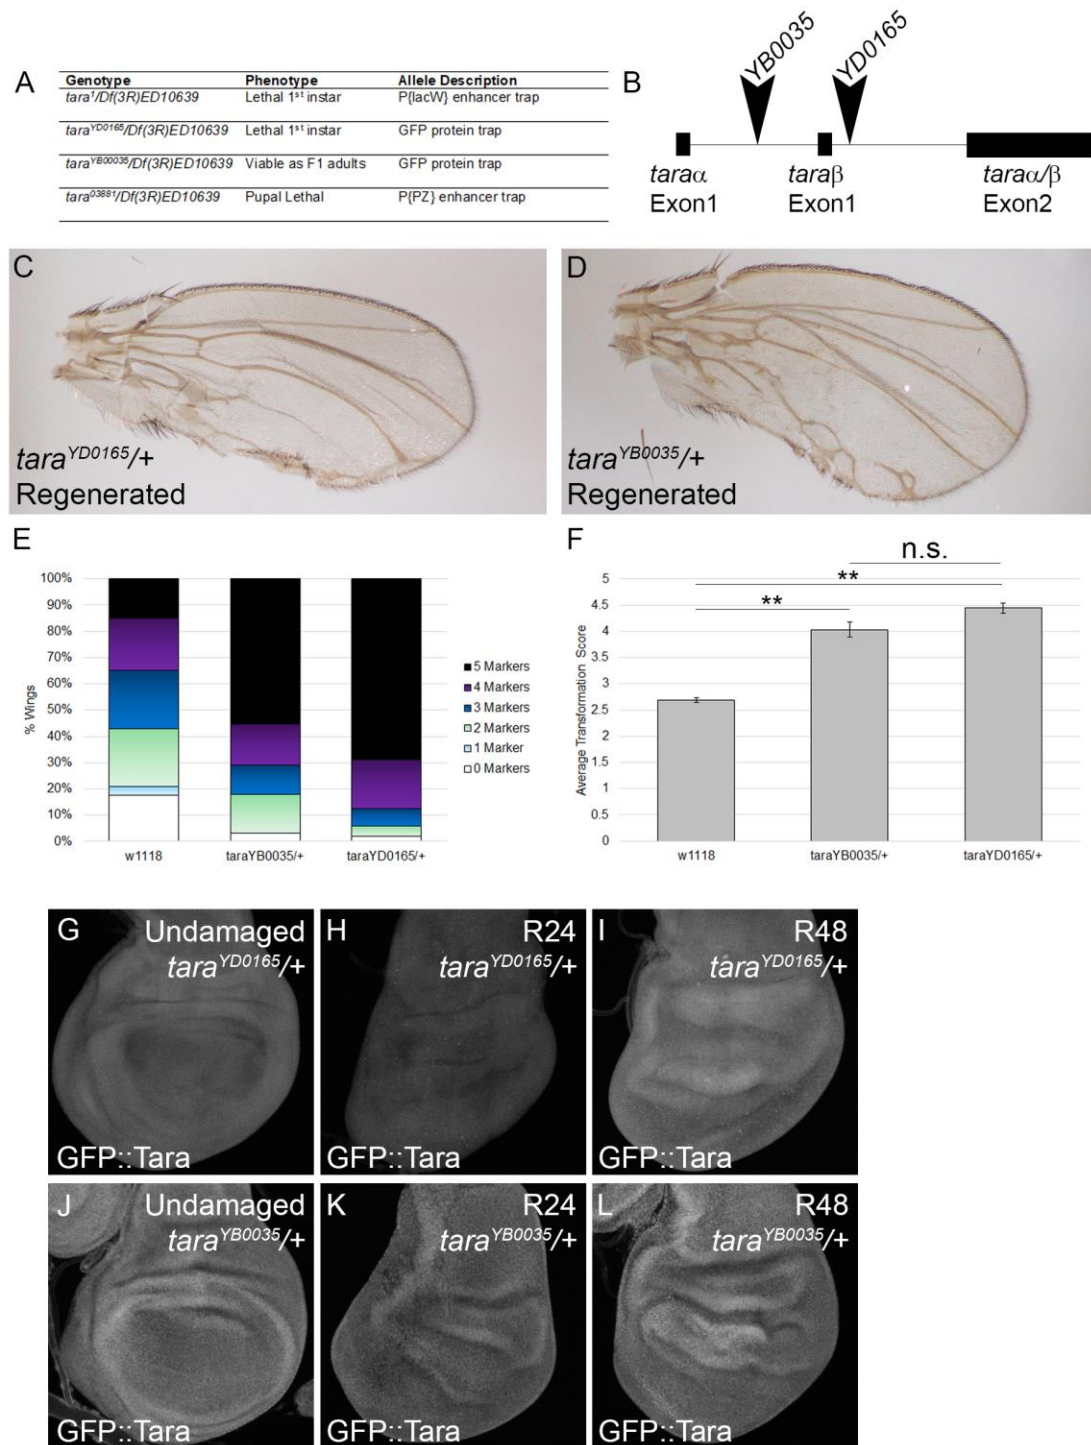 A
Genotype Phenotype Allele Description
tara¹/Df(3R)ED10639 Lethal 1ˢᵗ instar P{lacW} enhancer trap
taraYD0165/Df(3R)ED10639 Lethal 1ˢᵗ instar GFP protein trap
taraYB00035/Df(3R)ED10639 Viable as F1 adults GFP protein trap
tara03881/Df(3R)ED10639 Pupal Lethal P{PZ} enhancer trap
B
YB0035
YD0165
taraα
Exon1
taraβ
Exon1
taraα/β
Exon2
C
taraYD0165/+
Regenerated
D
taraYB0035/+
Regenerated
E
100%
90%
80%
70%
60%
50%
40%
30%
20%
10%
0%
% Wings
w1118
taraYB0035/+
taraYD0165/+
5 Markers
4 Markers
3 Markers
2 Markers
1 Marker
0 Markers
F
n.s.
**
**
5
4.5
4
3.5
3
2.5
2
1.5
1
0.5
0
Average Transformation Score
w1118
taraYB0035/+
taraYD0165/+
G
Undamaged
taraYD0165/+
GFP::Tara
H
R24
taraYD0165/+
GFP::Tara
I
R48
taraYD0165/+
GFP::Tara
J
Undamaged
taraYB0035/+
GFP::Tara
K
R24
taraYB0035/+
GFP::Tara
L
R48
taraYB0035/+
GFP::Tara